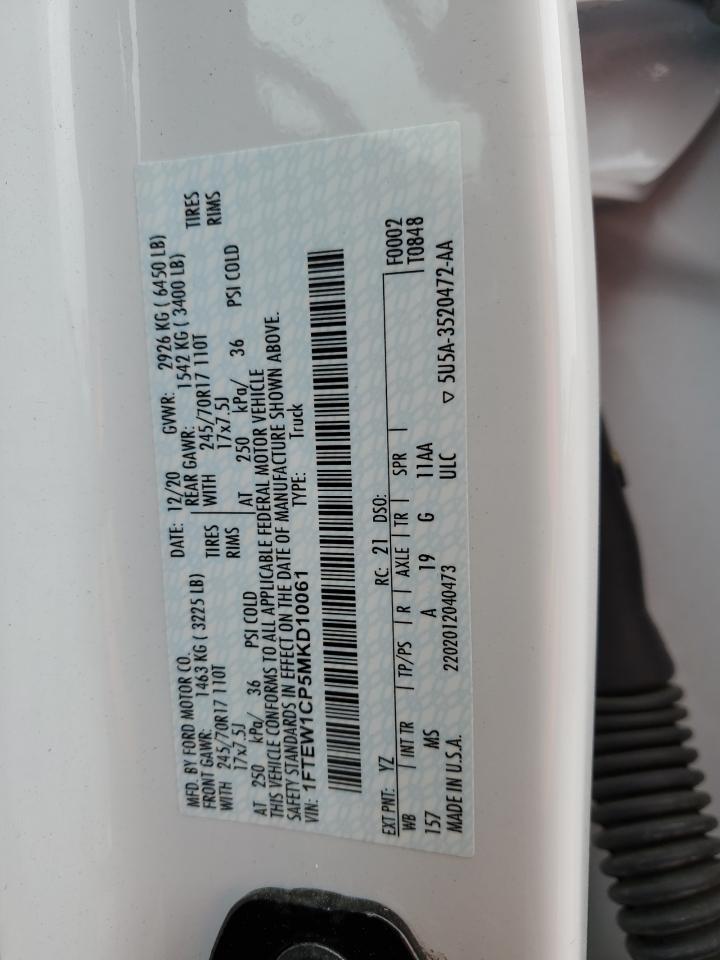 MFD. BY FORD MOTOR CO.
DATE: 12/20 GVWR: 2926 KG ( 6450 LB)
FRONT GAWR: 1463 KG ( 3225 LB) REAR GAWR: 1542 KG ( 3400 LB)
WITH 245/70R17 110T TIRES WITH 245/70R17 110T TIRES
17x7.5J RIMS 17x7.5J RIMS
AT 250 kPa/ 36 PSI COLD AT 250 kPa/ 36 PSI COLD
THIS VEHICLE CONFORMS TO ALL APPLICABLE FEDERAL MOTOR VEHICLE
SAFETY STANDARDS IN EFFECT ON THE DATE OF MANUFACTURE SHOWN ABOVE.
VIN: 1FTEW1CP5MKD10061 TYPE: Truck
EXT PNT: YZ RC: 21 DSO: F0002
WB INT TR TP/PS R AXLE TR SPR T0848
157 MS A 19 G 11AA
MADE IN U.S.A. 2202012040473 ULC ▽ 5U5A-3520472-AA